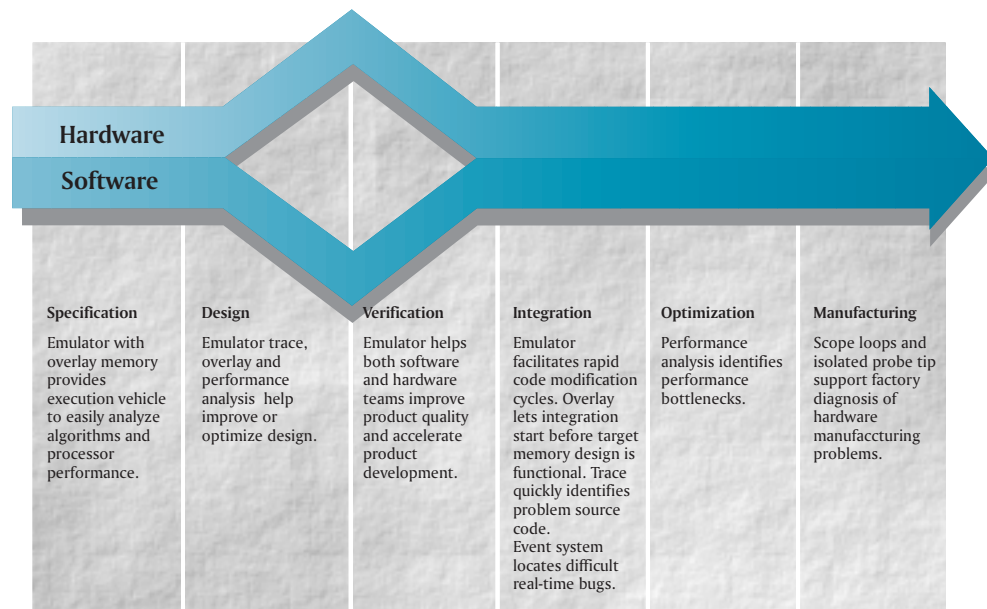 Hardware
Software
Specification
Emulator with
overlay memory
provides
execution vehicle
to easily analyze
algorithms and
processor
performance.
Design
Emulator trace,
overlay and
performance
analysis help
improve or
optimize design.
Verification
Emulator helps
both software
and hardware
teams improve
product quality
and accelerate
product
development.
Integration
Emulator
facilitates rapid
code modification
cycles. Overlay
lets integration
start before target
memory design is
functional. Trace
quickly identifies
problem source
code.
Event system
locates difficult
real-time bugs.
Optimization
Performance
analysis identifies
performance
bottlenecks.
Manufacturing
Scope loops and
isolated probe tip
support factory
diagnosis of
hardware
manufaccturing
problems.